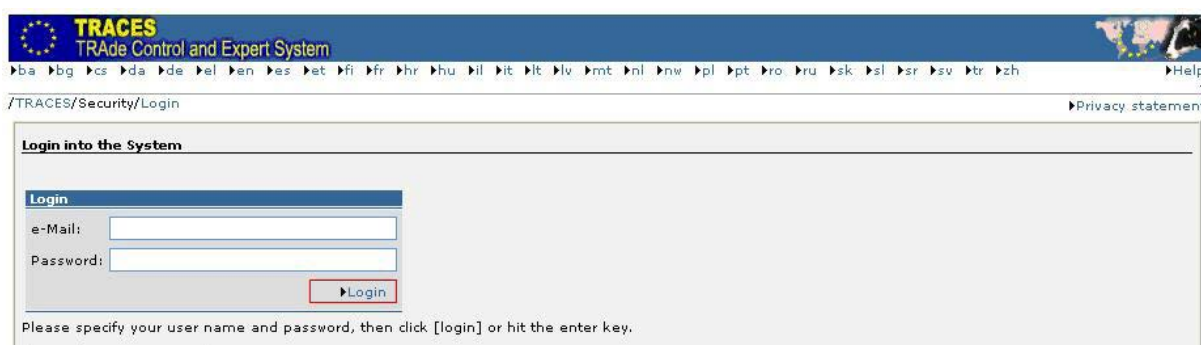 TRACES
TRAde Control and Expert System
ba bg cs da de el en es et fi fr hr hu il it lt lv mt nl nw pl pt ro ru sk sl sr sv tr zh Help
/TRACES/Security/Login Privacy statemen
Login into the System
Login
e-Mail:
Password:
Login
Please specify your user name and password, then click [login] or hit the enter key.